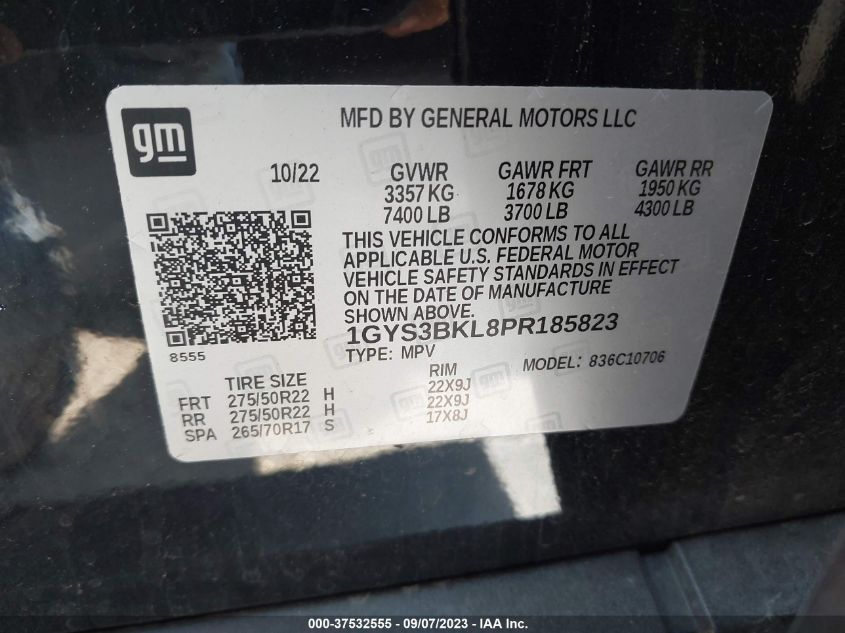 gm
MFD BY GENERAL MOTORS LLC
10/22 GVWR GAWR FRT GAWR RR
3357 KG 1678 KG 1950 KG
7400 LB 3700 LB 4300 LB
THIS VEHICLE CONFORMS TO ALL
APPLICABLE U.S. FEDERAL MOTOR
VEHICLE SAFETY STANDARDS IN EFFECT
ON THE DATE OF MANUFACTURE
SHOWN ABOVE.
1GYS3BKL8PR185823
8555
TYPE: MPV MODEL: 836C10706
TIRE SIZE RIM
FRT 275/50R22 H 22X9J
RR 275/50R22 H 22X9J
SPA 265/70R17 S 17X8J
000-37532555 - 09/07/2023 - IAA Inc.